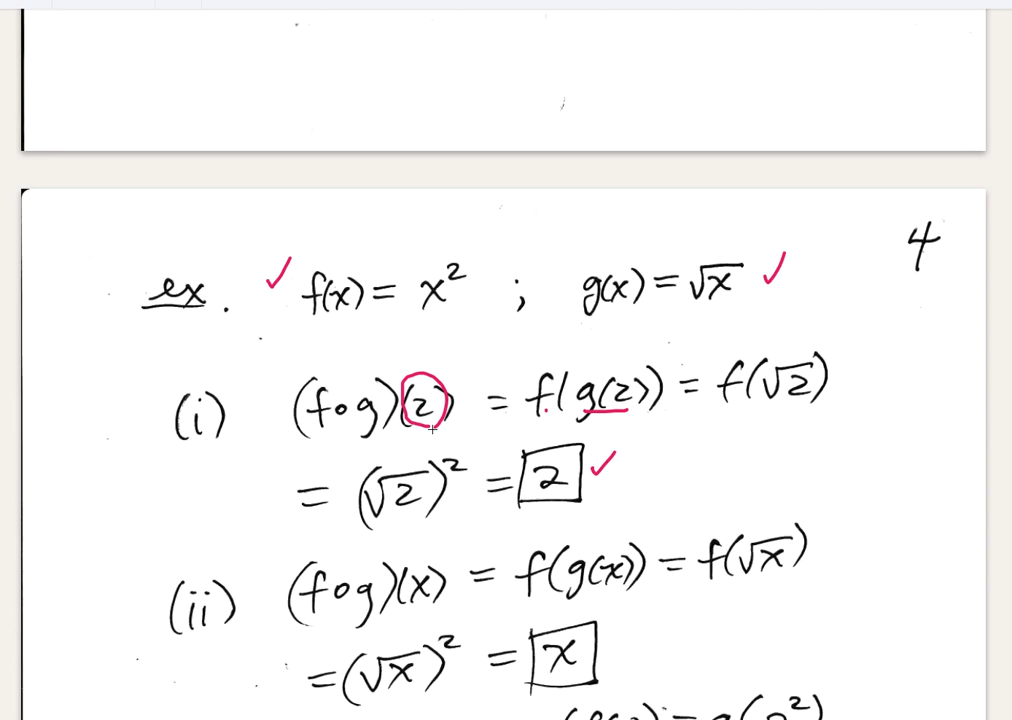 4
ex. f(x) = x² ; g(x) = √x
(i) (f∘g)(2) = f(g(2)) = f(√2)
= (√2)² = 2
(ii) (f∘g)(x) = f(g(x)) = f(√x)
= (√x)² = x